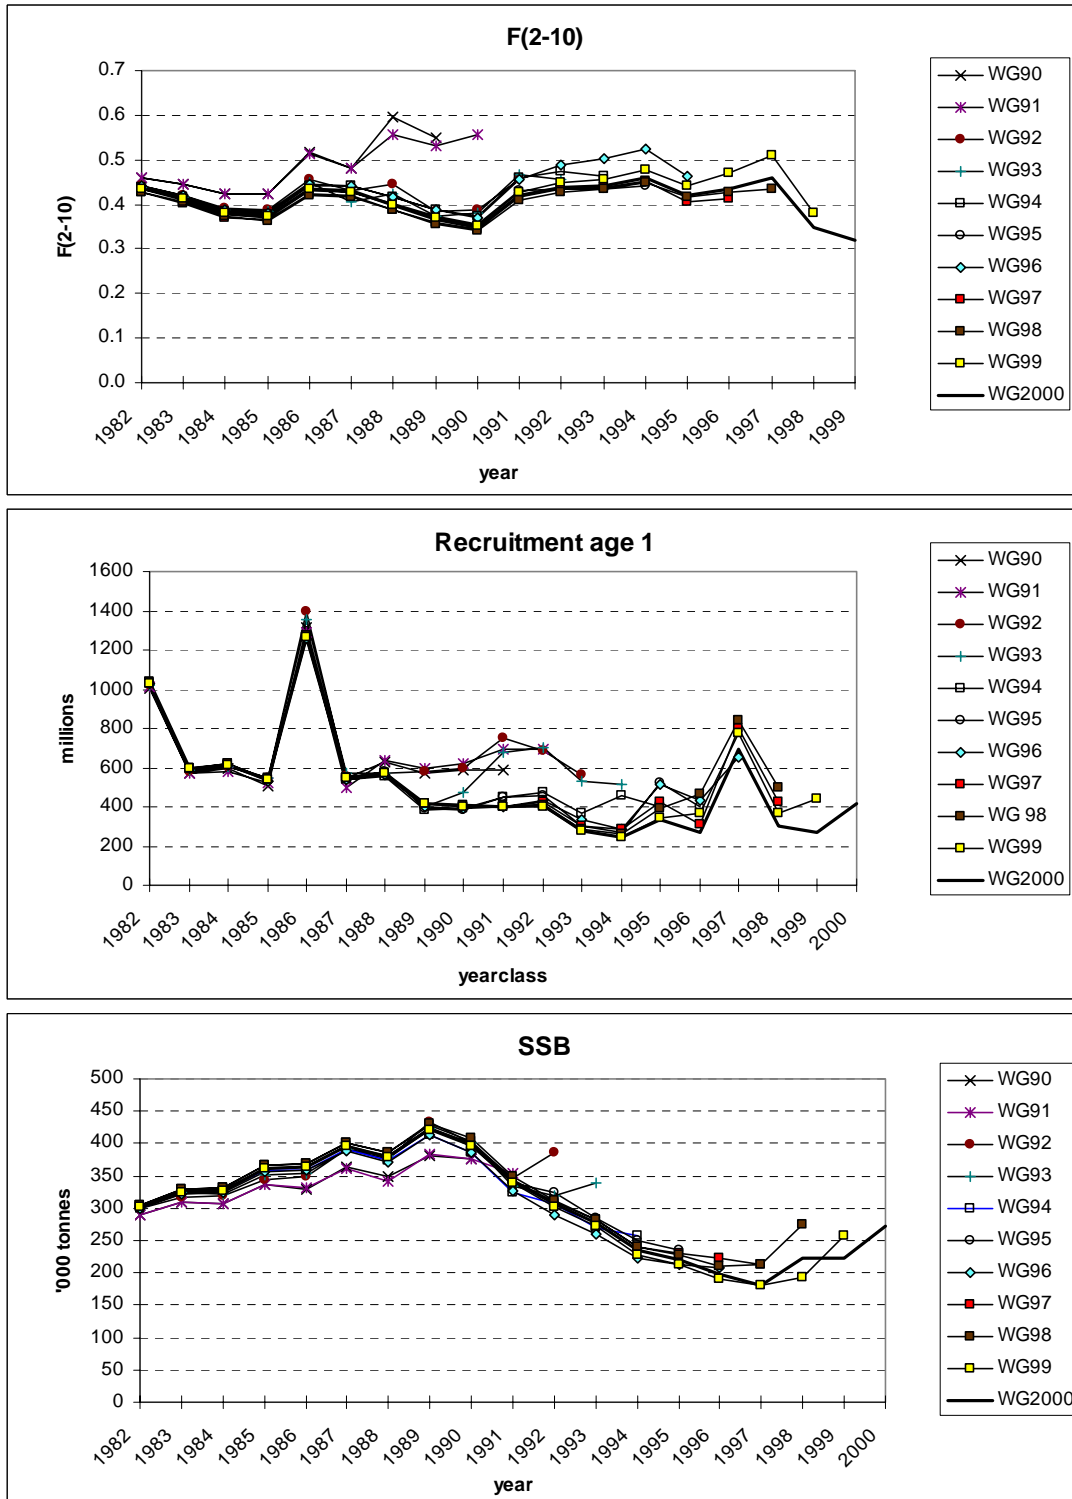 F(2-10)
0.7
0.6
0.5
0.4
0.3
0.2
0.1
0.0
F(2-10)
1982 1983 1984 1985 1986 1987 1988 1989 1990 1991 1992 1993 1994 1995 1996 1997 1998 1999
year
WG90
WG91
WG92
WG93
WG94
WG95
WG96
WG97
WG98
WG99
WG2000
Recruitment age 1
1600
1400
1200
1000
800
600
400
200
0
millions
1982 1983 1984 1985 1986 1987 1988 1989 1990 1991 1992 1993 1994 1995 1996 1997 1998 1999 2000
yearclass
WG90
WG91
WG92
WG93
WG94
WG95
WG96
WG97
WG 98
WG99
WG2000
SSB
500
450
400
350
300
250
200
150
100
50
0
'000 tonnes
1982 1983 1984 1985 1986 1987 1988 1989 1990 1991 1992 1993 1994 1995 1996 1997 1998 1999 2000
year
WG90
WG91
WG92
WG93
WG94
WG95
WG96
WG97
WG98
WG99
WG2000